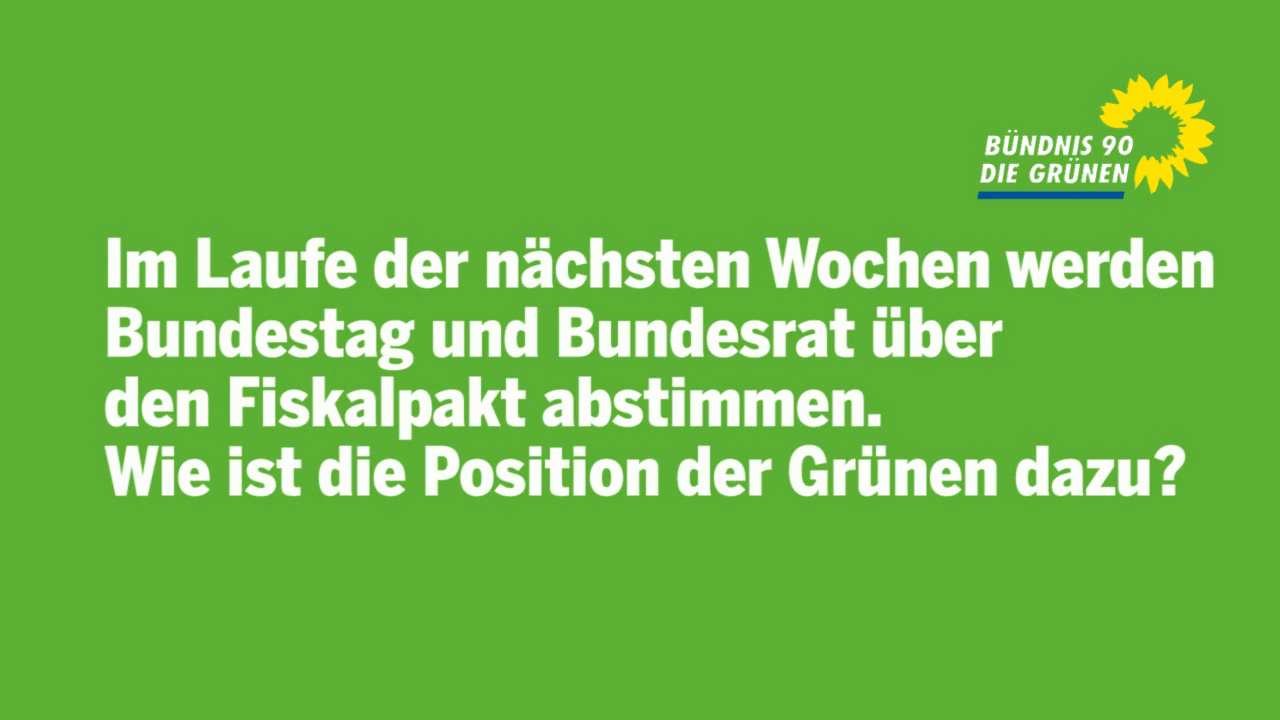 BÜNDNIS 90
DIE GRÜNEN
Im Laufe der nächsten Wochen werden
Bundestag und Bundesrat über
den Fiskalpakt abstimmen.
Wie ist die Position der Grünen dazu?